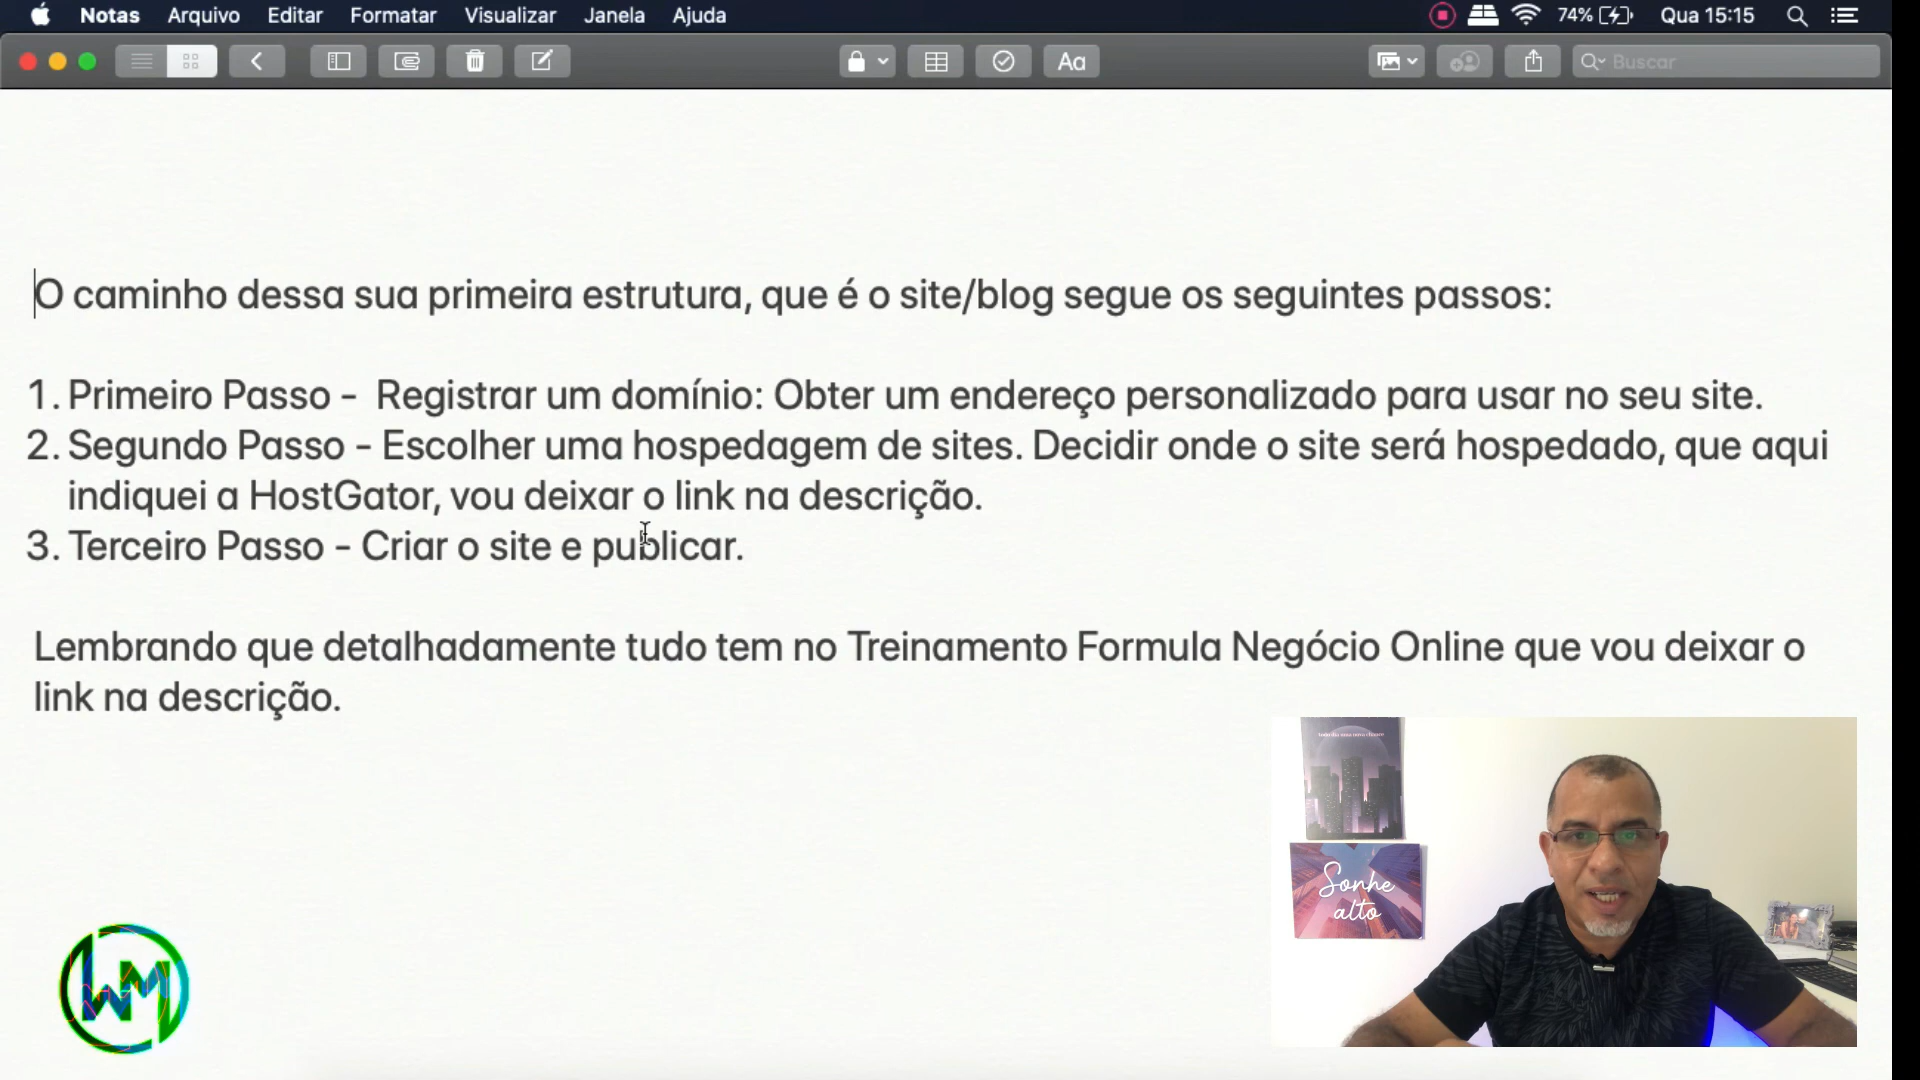 Notas Arquivo Editar Formatar Visualizar Janela Ajuda 74% Qua 15:15
Aa Buscar
O caminho dessa sua primeira estrutura, que é o site/blog segue os seguintes passos:
1. Primeiro Passo - Registrar um domínio: Obter um endereço personalizado para usar no seu site.
2. Segundo Passo - Escolher uma hospedagem de sites. Decidir onde o site será hospedado, que aqui
indiquei a HostGator, vou deixar o link na descrição.
3. Terceiro Passo - Criar o site e publicar.
Lembrando que detalhadamente tudo tem no Treinamento Formula Negócio Online que vou deixar o
link na descrição.
Sonhe
alto
WM